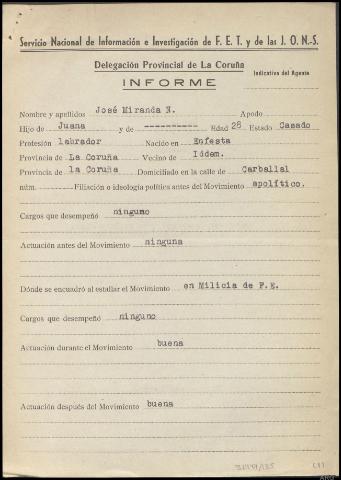 Servicio Nacional de Información e Investigación de F. E. T. y de las J. O. N.-S.
Delegación Provincial de La Coruña
Indicativo del Agente
INFORME
Nombre y apellidos José Miranda N. Apodo
Hijo de Juana y de ---------- Edad 28 Estado Casado
Profesión labrador Nacido en Enfesta
Provincia de La Coruña Vecino de Iddem.
Provincia de la Coruña Domiciliado en la calle de Carballal
núm. Filiación o ideología política antes del Movimiento apolítico.
Cargos que desempeñó ninguno
Actuación antes del Movimiento ninguna
Dónde se encuadró al estallar el Movimiento en Milicia de F.E.
Cargos que desempeñó ninguno
Actuación durante el Movimiento buena
Actuación después del Movimiento buena